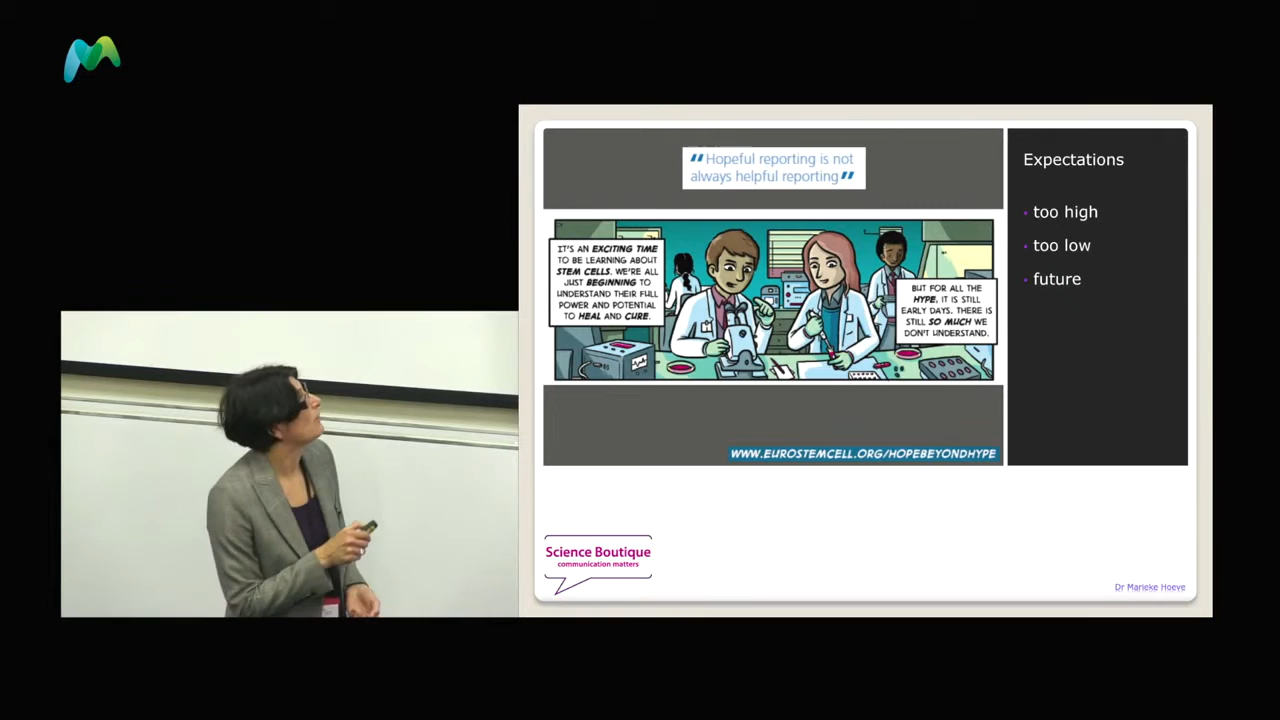 "Hopeful reporting is not
always helpful reporting"
IT'S AN EXCITING TIME
TO BE LEARNING ABOUT
STEM CELLS. WE'RE ALL
JUST BEGINNING TO
UNDERSTAND THEIR FULL
POWER AND POTENTIAL
TO HEAL AND CURE.
BUT FOR ALL THE
HYPE, IT IS STILL
EARLY DAYS. THERE IS
STILL SO MUCH WE
DON'T UNDERSTAND.
WWW.EUROSTEMCELL.ORG/HOPEBEYONDHYPE
Expectations
• too high
• too low
• future
Science Boutique
communication matters
Dr Marieke Hoeve